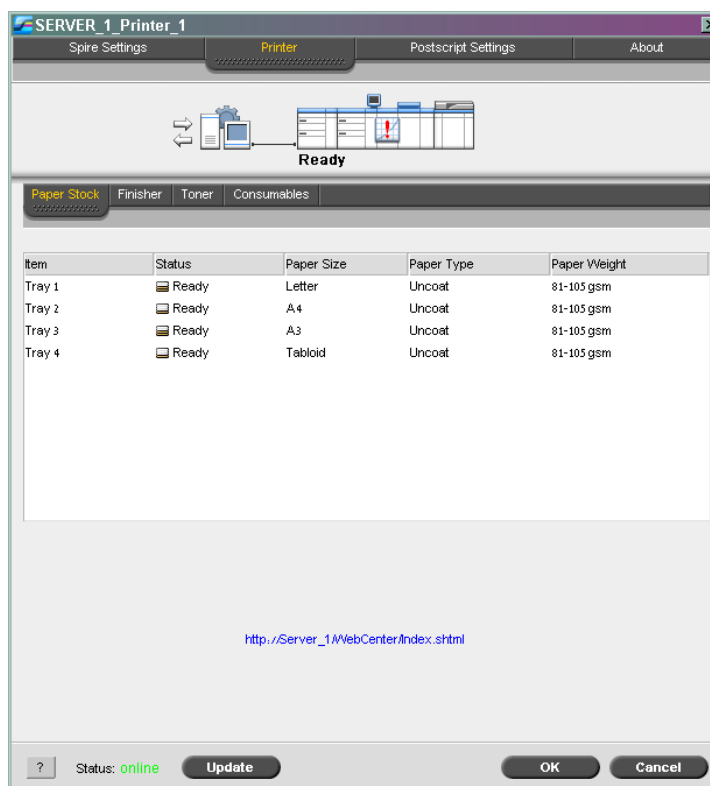 SERVER_1_Printer_1
Spire Settings Printer Postscript Settings About
Ready
Paper Stock Finisher Toner Consumables
Item Status Paper Size Paper Type Paper Weight
Tray 1 Ready Letter Uncoat 81-105 gsm
Tray 2 Ready A4 Uncoat 81-105 gsm
Tray 3 Ready A3 Uncoat 81-105 gsm
Tray 4 Ready Tabloid Uncoat 81-105 gsm
http://Server_1/WebCenter/Index.shtml
? Status: online Update OK Cancel